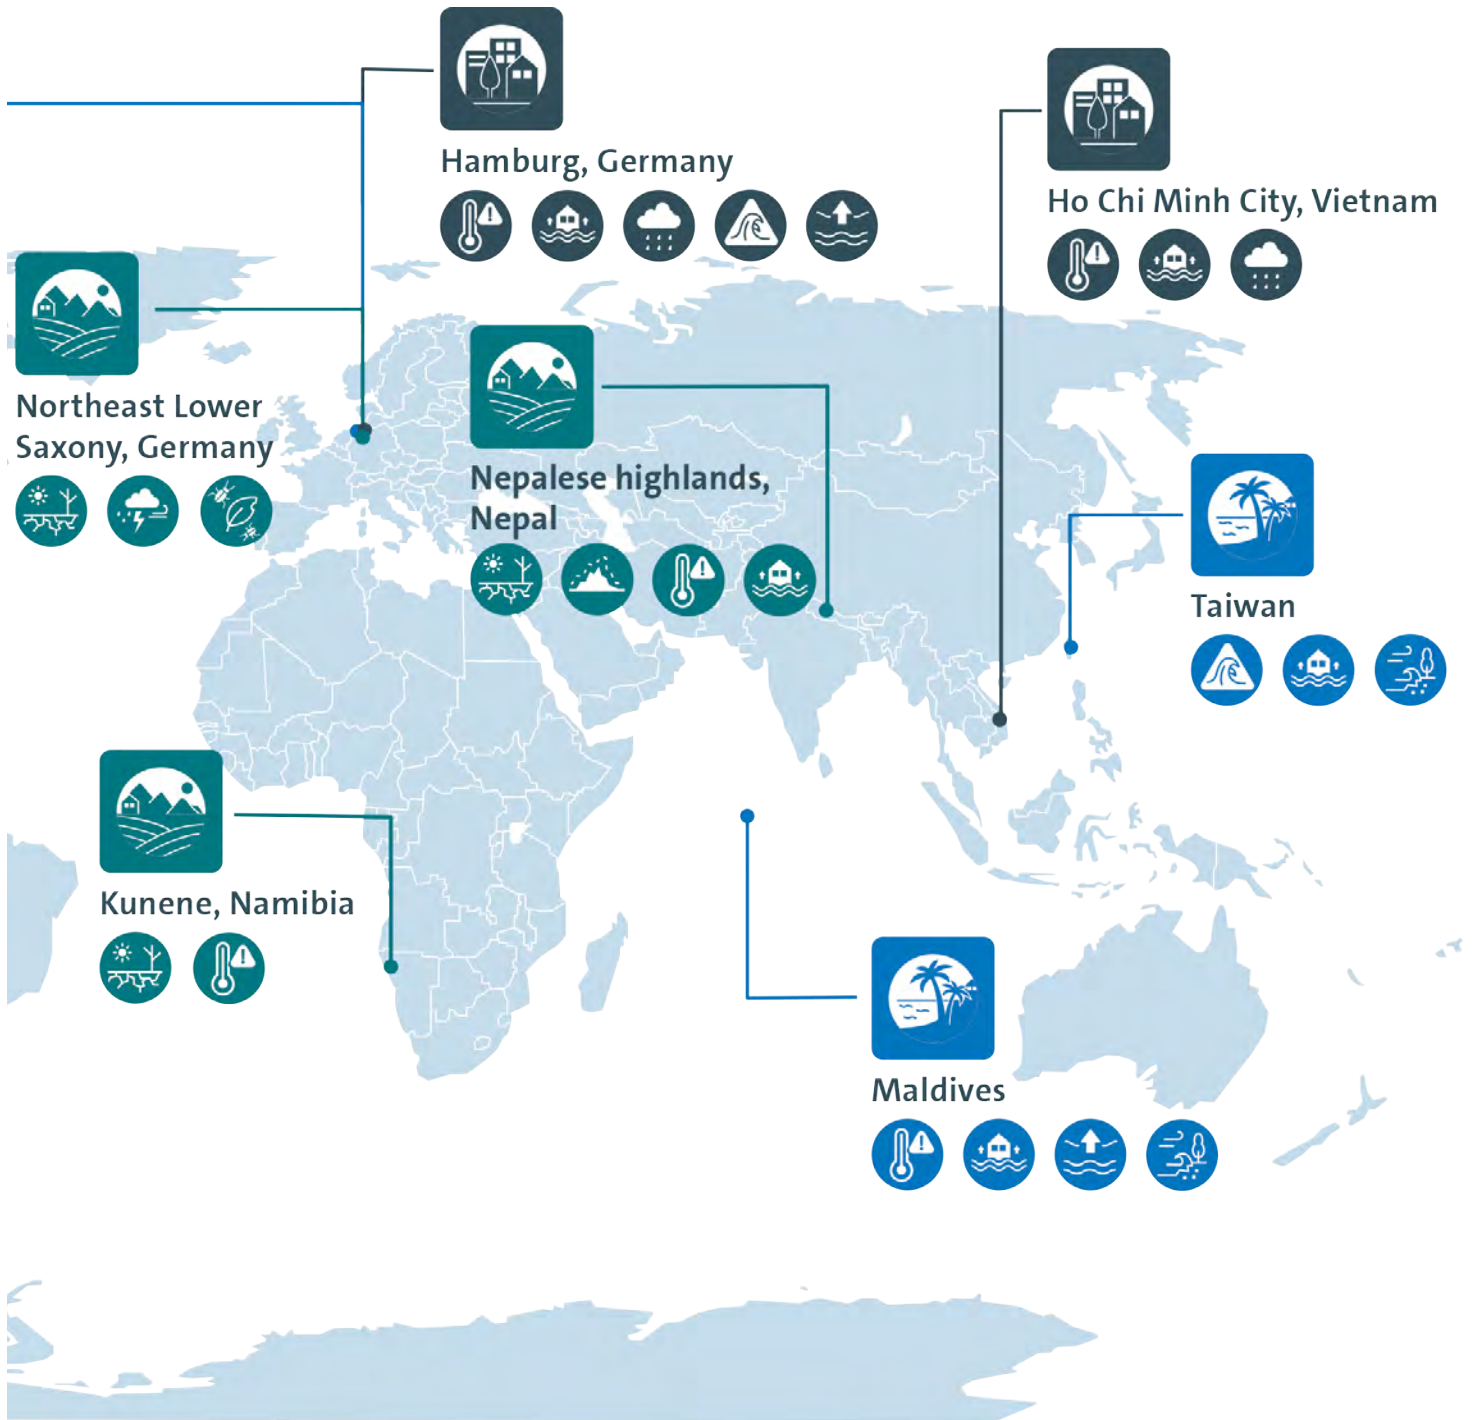 Hamburg, Germany
Ho Chi Minh City, Vietnam
Northeast Lower
Saxony, Germany
Nepalese highlands,
Nepal
Taiwan
Kunene, Namibia
Maldives